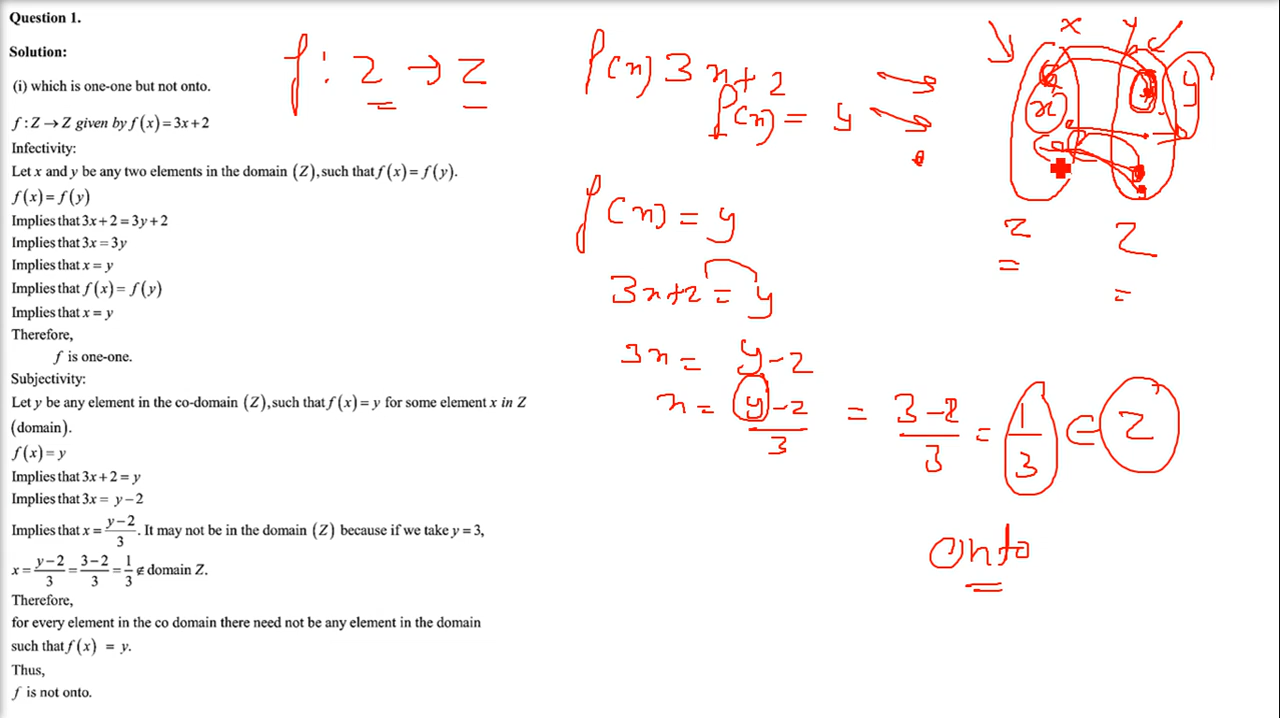 Question 1.
Solution:
(i) which is one-one but not onto.
f : Z → Z given by f(x) = 3x + 2
Infectivity:
Let x and y be any two elements in the domain (Z), such that f(x) = f(y).
f(x) = f(y)
Implies that 3x + 2 = 3y + 2
Implies that 3x = 3y
Implies that x = y
Implies that f(x) = f(y)
Implies that x = y
Therefore,
f is one-one.
Subjectivity:
Let y be any element in the co-domain (Z), such that f(x) = y for some element x in Z
(domain).
f(x) = y
Implies that 3x + 2 = y
Implies that 3x = y − 2
Implies that x = (y−2)/3. It may not be in the domain (Z) because if we take y = 3,
x = (y−2)/3 = (3−2)/3 = 1/3 ∉ domain Z.
Therefore,
for every element in the co domain there need not be any element in the domain
such that f(x) = y.
Thus,
f is not onto.
f : Z → Z
f(x) 3x+2
f(x) = y
f(x) = y
3x+2 = y
3x = y−2
x = (y−2)/3 = (3−2)/3 = 1/3 ∈ Z
onto
x y
x y
Z Z